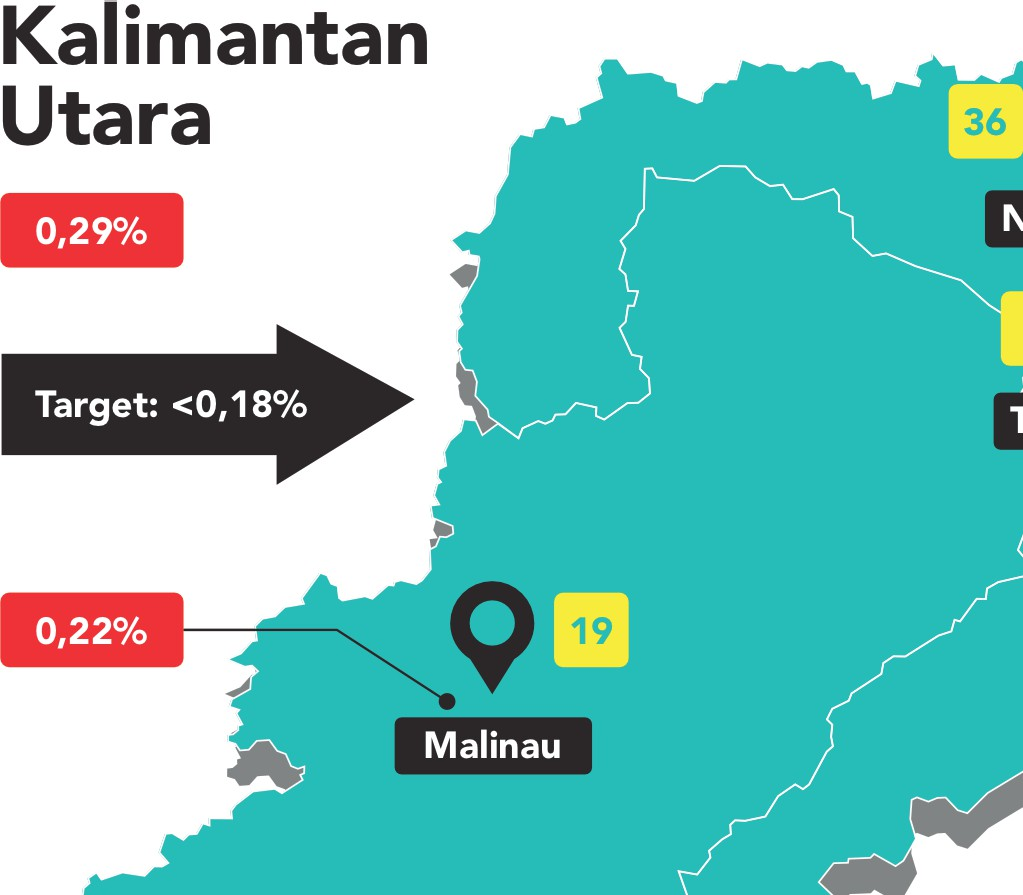 Kalimantan
Utara
0,29%
36
N
Target: <0,18%
T
0,22%
19
Malinau